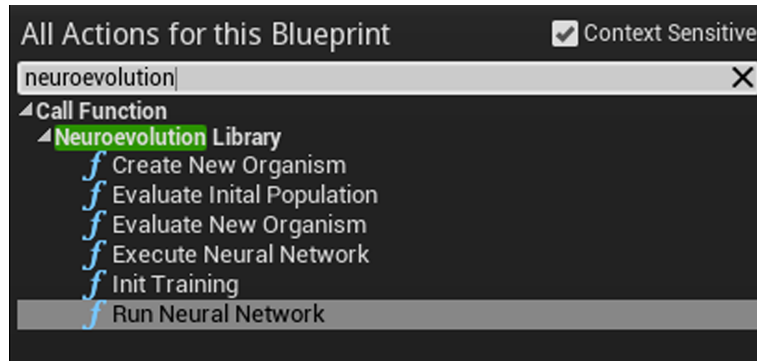 All Actions for this Blueprint Context Sensitive
neuroevolution
Call Function
Neuroevolution Library
f Create New Organism
f Evaluate Inital Population
f Evaluate New Organism
f Execute Neural Network
f Init Training
f Run Neural Network